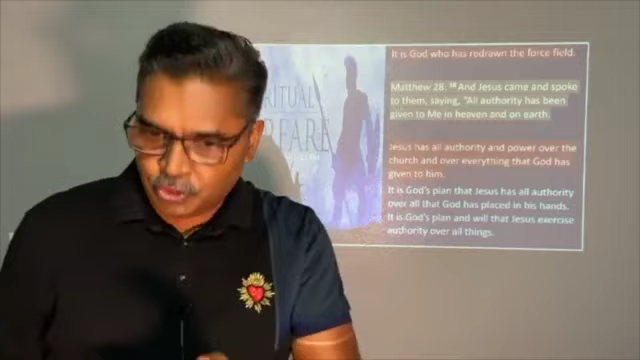 RITUAL
RFARE
It is God who has redrawn the force field.
Matthew 28: ¹⁸ And Jesus came and spoke
to them, saying, "All authority has been
given to Me in heaven and on earth.
Jesus has all authority and power over the
church and over everything that God has
given to him.
It is God's plan that Jesus has all authority
over all that God has placed in his hands.
It is God's plan and will that Jesus exercise
authority over all things.